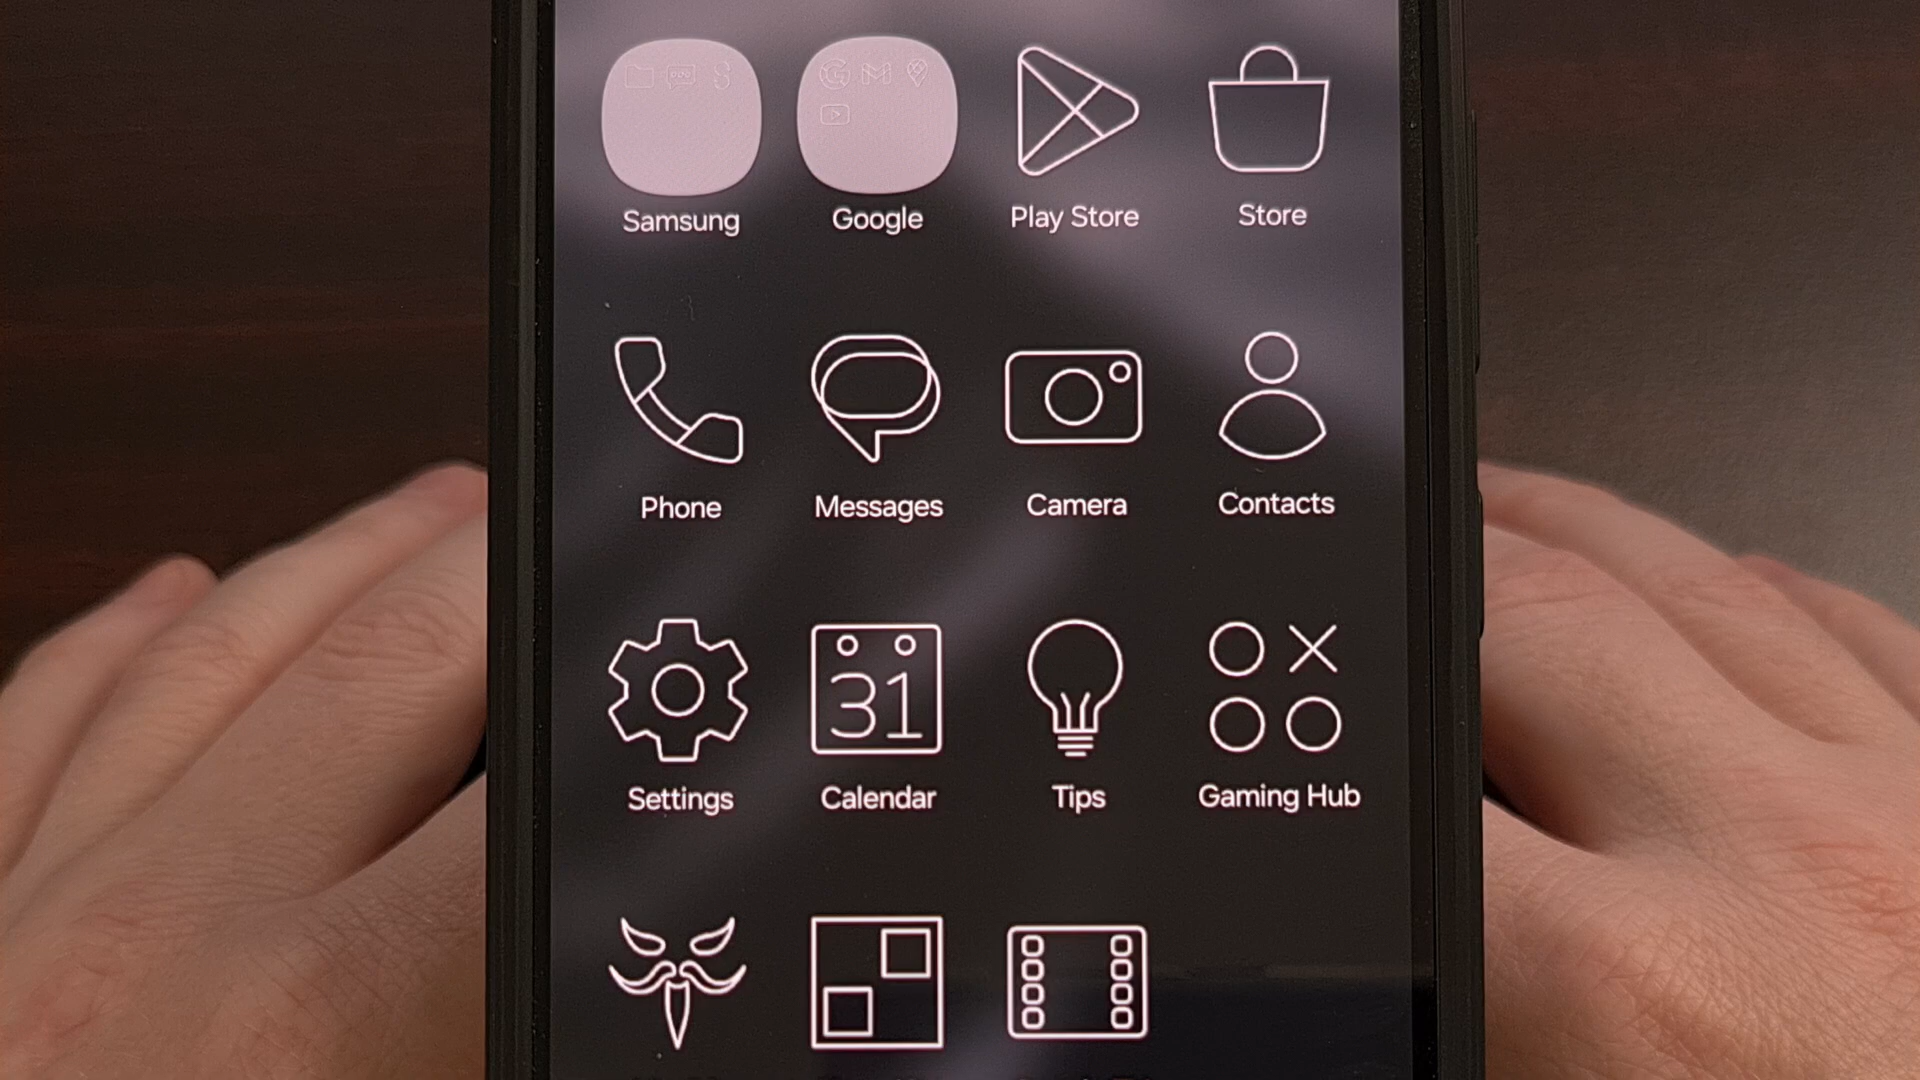 Samsung
Google
Play Store
Store
Phone
Messages
Camera
Contacts
31
Settings
Calendar
Tips
Gaming Hub